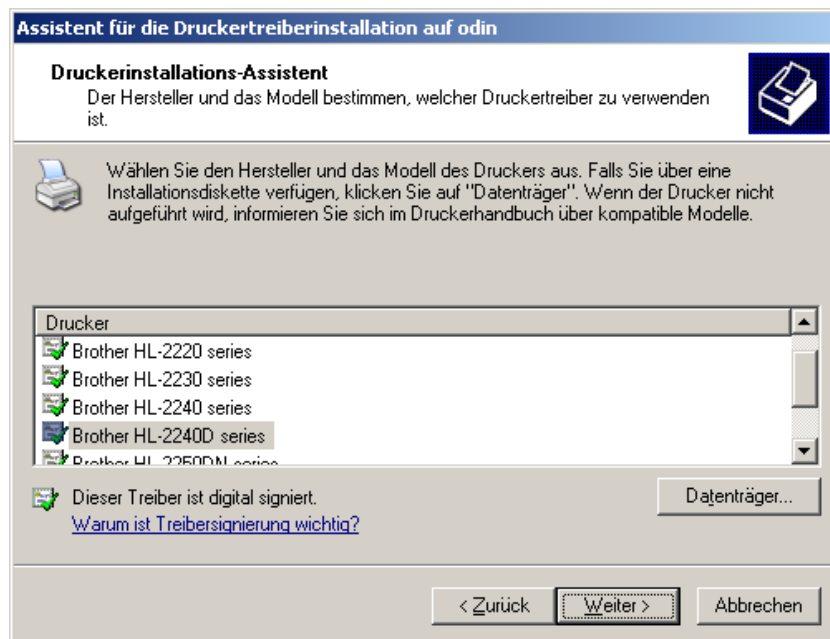 Assistent für die Druckertreiberinstallation auf odin
Druckerinstallations-Assistent
Der Hersteller und das Modell bestimmen, welcher Druckertreiber zu verwenden
ist.
Wählen Sie den Hersteller und das Modell des Druckers aus. Falls Sie über eine
Installationsdiskette verfügen, klicken Sie auf "Datenträger". Wenn der Drucker nicht
aufgeführt wird, informieren Sie sich im Druckerhandbuch über kompatible Modelle.
Drucker
Brother HL-2220 series
Brother HL-2230 series
Brother HL-2240 series
Brother HL-2240D series
Brother HL-2250DN series
Dieser Treiber ist digital signiert.
Datenträger...
Warum ist Treibersignierung wichtig?
< Zurück Weiter > Abbrechen